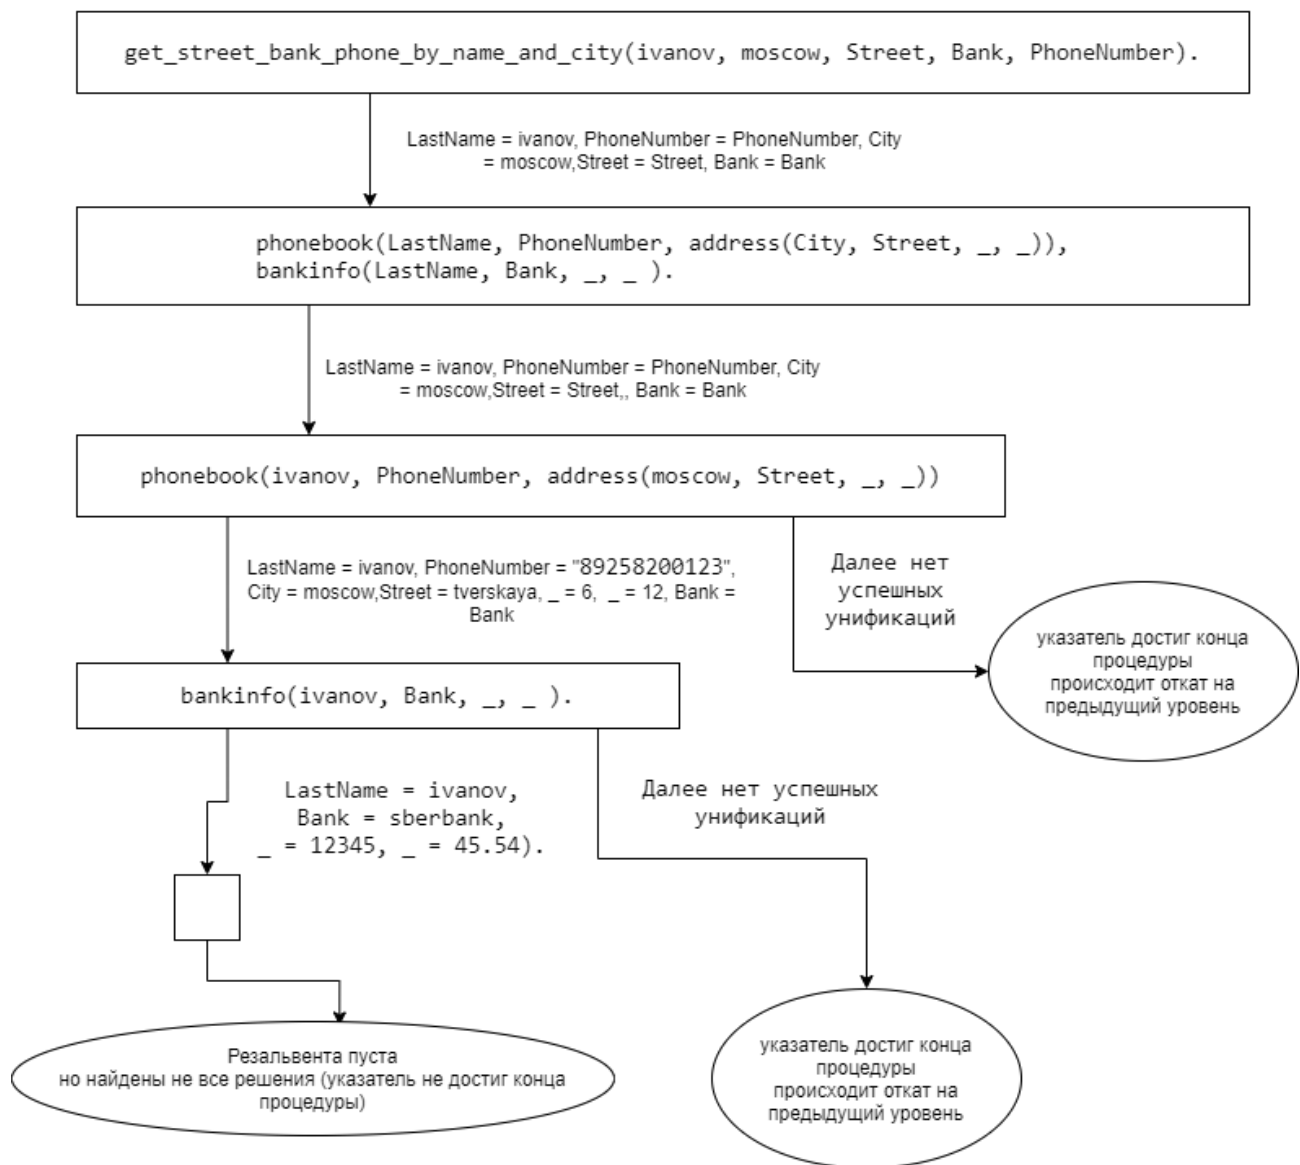 get_street_bank_phone_by_name_and_city(ivanov, moscow, Street, Bank, PhoneNumber).
LastName = ivanov, PhoneNumber = PhoneNumber, City
= moscow,Street = Street, Bank = Bank
phonebook(LastName, PhoneNumber, address(City, Street, _, _)),
bankinfo(LastName, Bank, _, _ ).
LastName = ivanov, PhoneNumber = PhoneNumber, City
= moscow,Street = Street,, Bank = Bank
phonebook(ivanov, PhoneNumber, address(moscow, Street, _, _))
LastName = ivanov, PhoneNumber = "89258200123",
City = moscow,Street = tverskaya, _ = 6, _ = 12, Bank =
Bank
Далее нет
успешных
унификаций
указатель достиг конца
процедуры
происходит откат на
предыдущий уровень
bankinfo(ivanov, Bank, _, _ ).
LastName = ivanov,
Bank = sberbank,
_ = 12345, _ = 45.54).
Далее нет успешных
унификаций
Резальвента пуста
но найдены не все решения (указатель не достиг конца
процедуры)
указатель достиг конца
процедуры
происходит откат на
предыдущий уровень